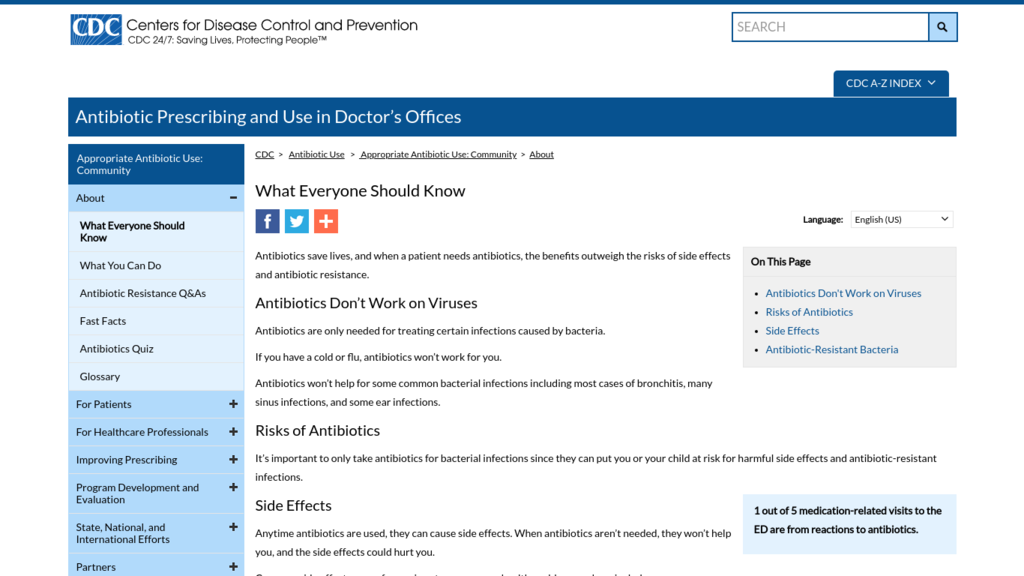 CDC
Centers for Disease Control and Prevention
CDC 24/7: Saving Lives, Protecting People™
SEARCH
CDC A-Z INDEX
Antibiotic Prescribing and Use in Doctor's Offices
Appropriate Antibiotic Use:
Community
About
What Everyone Should
Know
What You Can Do
Antibiotic Resistance Q&As
Fast Facts
Antibiotics Quiz
Glossary
For Patients
For Healthcare Professionals
Improving Prescribing
Program Development and
Evaluation
State, National, and
International Efforts
Partners
CDC > Antibiotic Use > Appropriate Antibiotic Use: Community > About
What Everyone Should Know
Language: English (US)
Antibiotics save lives, and when a patient needs antibiotics, the benefits outweigh the risks of side effects
and antibiotic resistance.
On This Page
• Antibiotics Don't Work on Viruses
• Risks of Antibiotics
• Side Effects
• Antibiotic-Resistant Bacteria
Antibiotics Don't Work on Viruses
Antibiotics are only needed for treating certain infections caused by bacteria.
If you have a cold or flu, antibiotics won't work for you.
Antibiotics won't help for some common bacterial infections including most cases of bronchitis, many
sinus infections, and some ear infections.
Risks of Antibiotics
It's important to only take antibiotics for bacterial infections since they can put you or your child at risk for harmful side effects and antibiotic-resistant
infections.
Side Effects
1 out of 5 medication-related visits to the
ED are from reactions to antibiotics.
Anytime antibiotics are used, they can cause side effects. When antibiotics aren't needed, they won't help
you, and the side effects could hurt you.